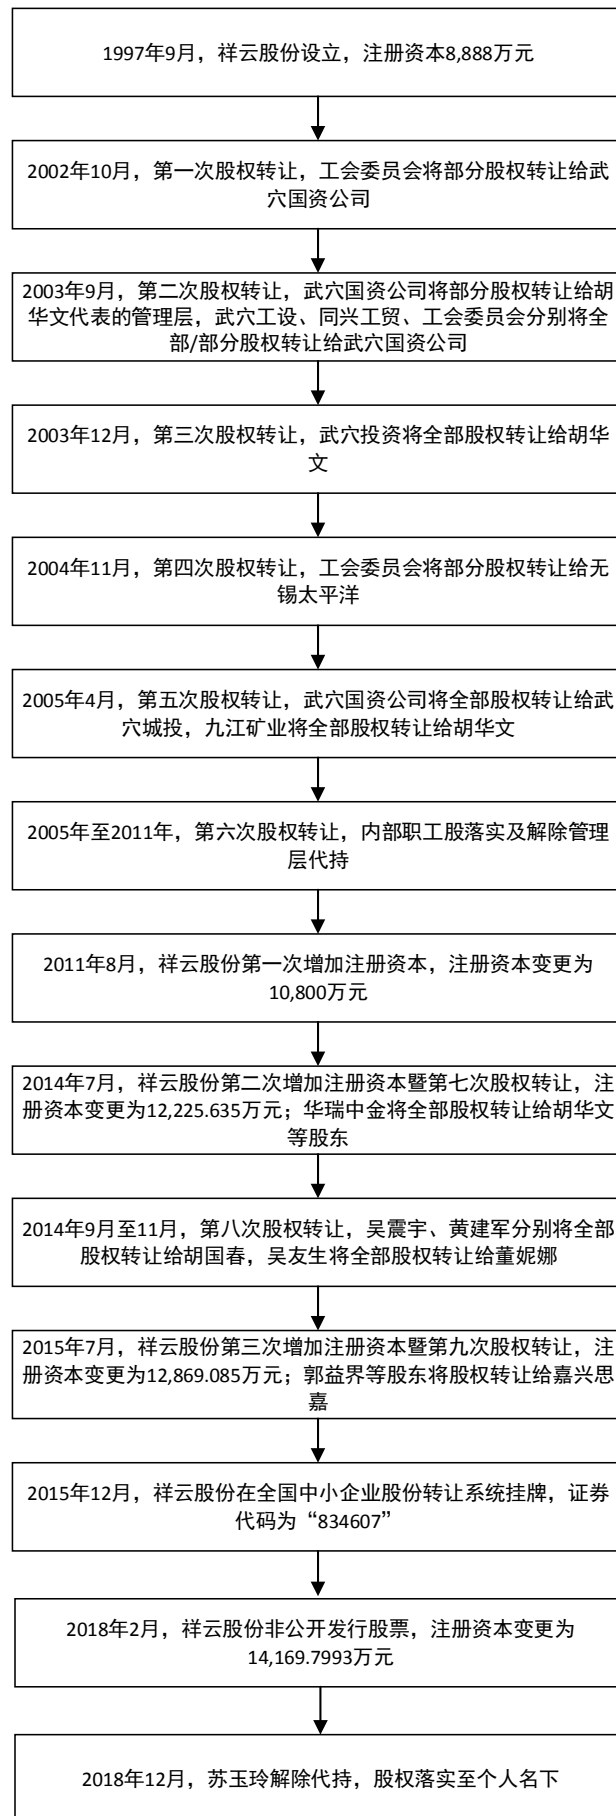 1997年9月，祥云股份设立，注册资本8,888万元
2002年10月，第一次股权转让，工会委员会将部分股权转让给武
穴国资公司
2003年9月，第二次股权转让，武穴国资公司将部分股权转让给胡
华文代表的管理层，武穴工设、同兴工贸、工会委员会分别将全
部/部分股权转让给武穴国资公司
2003年12月，第三次股权转让，武穴投资将全部股权转让给胡华
文
2004年11月，第四次股权转让，工会委员会将部分股权转让给无
锡太平洋
2005年4月，第五次股权转让，武穴国资公司将全部股权转让给武
穴城投，九江矿业将全部股权转让给胡华文
2005年至2011年，第六次股权转让，内部职工股落实及解除管理
层代持
2011年8月，祥云股份第一次增加注册资本，注册资本变更为
10,800万元
2014年7月，祥云股份第二次增加注册资本暨第七次股权转让，注
册资本变更为12,225.635万元；华瑞中金将全部股权转让给胡华文
等股东
2014年9月至11月，第八次股权转让，吴震宇、黄建军分别将全部
股权转让给胡国春，吴友生将全部股权转让给董妮娜
2015年7月，祥云股份第三次增加注册资本暨第九次股权转让，注
册资本变更为12,869.085万元；郭益界等股东将股权转让给嘉兴思
嘉
2015年12月，祥云股份在全国中小企业股份转让系统挂牌，证券
代码为“834607”
2018年2月，祥云股份非公开发行股票，注册资本变更为
14,169.7993万元
2018年12月，苏玉玲解除代持，股权落实至个人名下